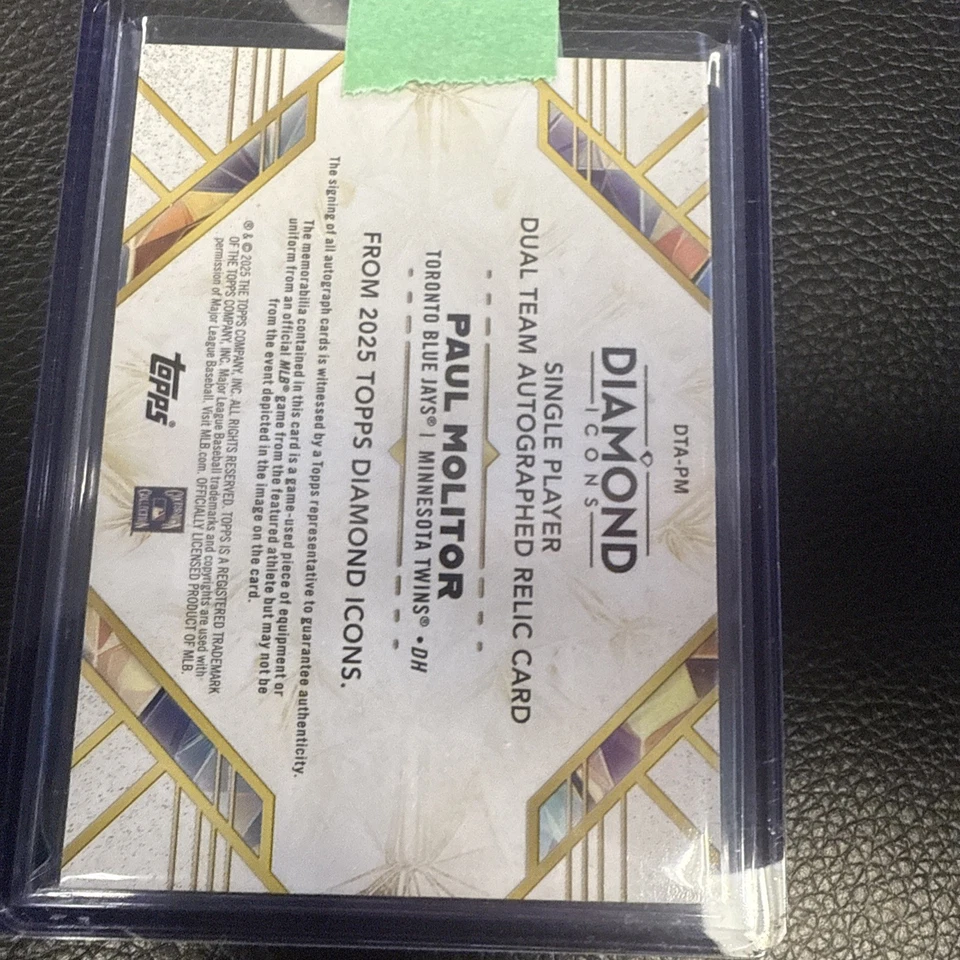 DTA-PM
DIAMOND
ICONS
SINGLE PLAYER
DUAL TEAM AUTOGRAPHED RELIC CARD
PAUL MOLITOR
TORONTO BLUE JAYS® | MINNESOTA TWINS® • DH
FROM 2025 TOPPS DIAMOND ICONS.
The signing of all autograph cards is witnessed by a Topps representative to guarantee authenticity.
The memorabilia contained in this card is a game-used piece of equipment or
uniform from an official MLB® game from the featured athlete but may not be
from the event depicted in the image on the card.
® & © 2025 THE TOPPS COMPANY, INC. ALL RIGHTS RESERVED. TOPPS IS A REGISTERED TRADEMARK
OF THE TOPPS COMPANY, INC. Major League Baseball trademarks and copyrights are used with
permission of Major League Baseball. Visit MLB.com. OFFICIALLY LICENSED PRODUCT OF MLB.
topps®